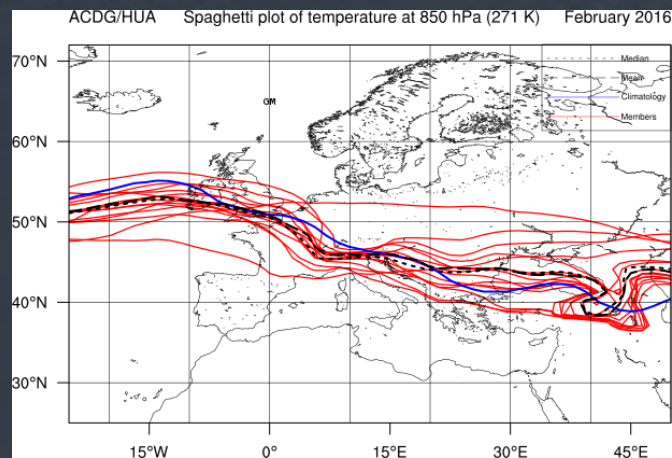 ACDG/HUA Spaghetti plot of temperature at 850 hPa (271 K) February 2016
70°N
60°N
50°N
40°N
30°N
15°W 0° 15°E 30°E 45°E
GM
Median
Mean
Climatology
Members